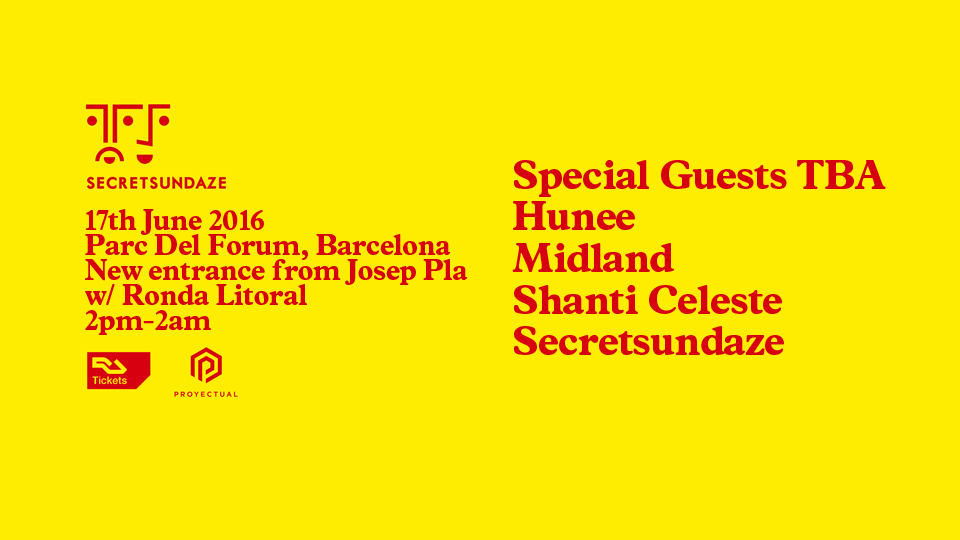 SECRETSUNDAZE
17th June 2016
Parc Del Forum, Barcelona
New entrance from Josep Pla
w/ Ronda Litoral
2pm-2am
RA
Tickets
PROYECTUAL
Special Guests TBA
Hunee
Midland
Shanti Celeste
Secretsundaze